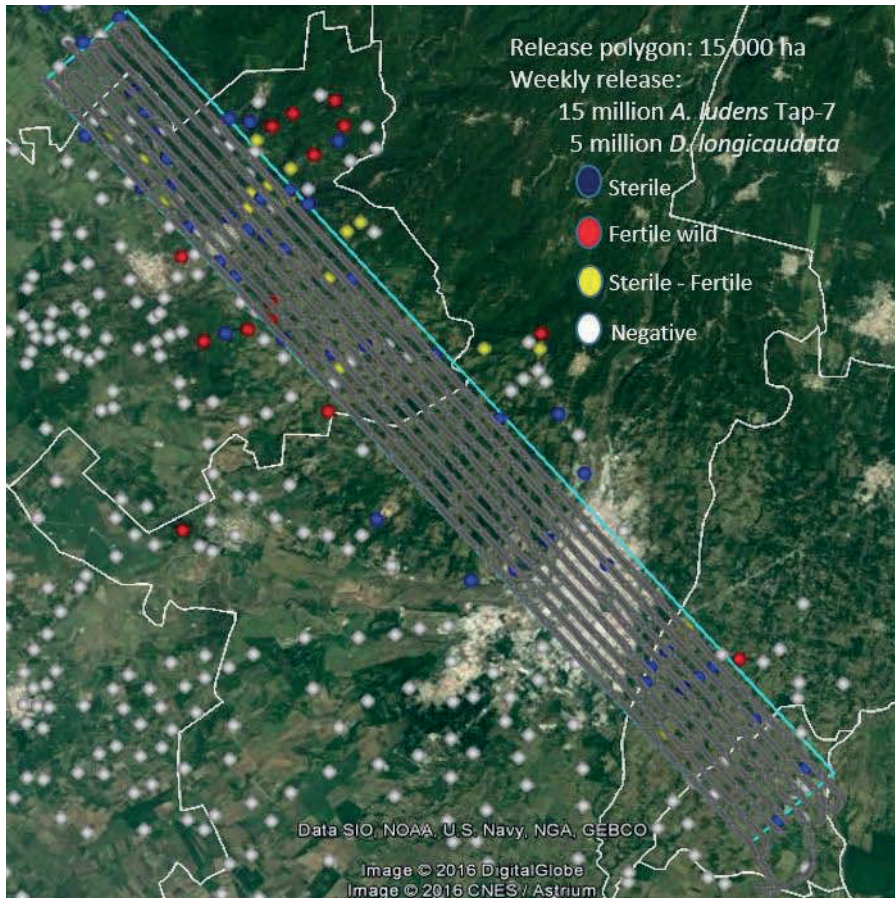 Release polygon: 15,000 ha
Weekly release:
15 million A. ludens Tap-7
5 million D. longicaudata
Sterile
Fertile wild
Sterile - Fertile
Negative
Data SIO, NOAA, U.S. Navy, NGA, GEBCO
Image © 2016 DigitalGlobe
Image © 2016 CNES / Astrium